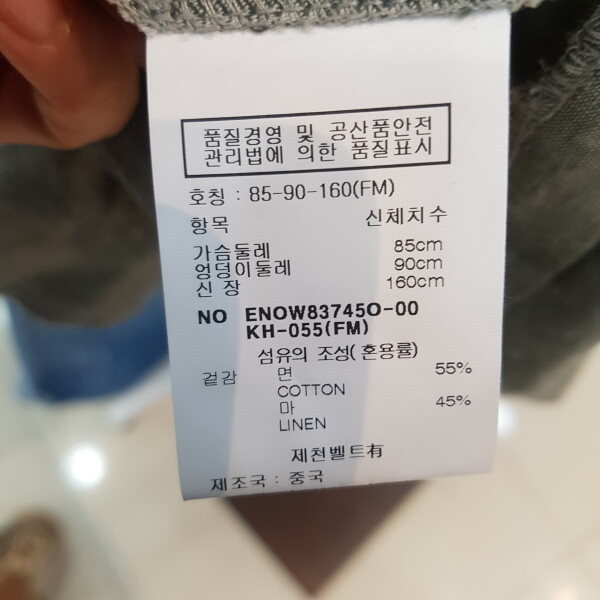 품질경영 및 공산품안전
관리법에 의한 품질표시
호칭 : 85-90-160(FM)
항목 신체치수
가슴둘레 85cm
엉덩이둘레 90cm
신 장 160cm
NO ENOW83745O-00
KH-055(FM)
섬유의 조성( 혼용률)
겉감 면 55%
COTTON
마 45%
LINEN
제천벨트有
제조국 : 중국